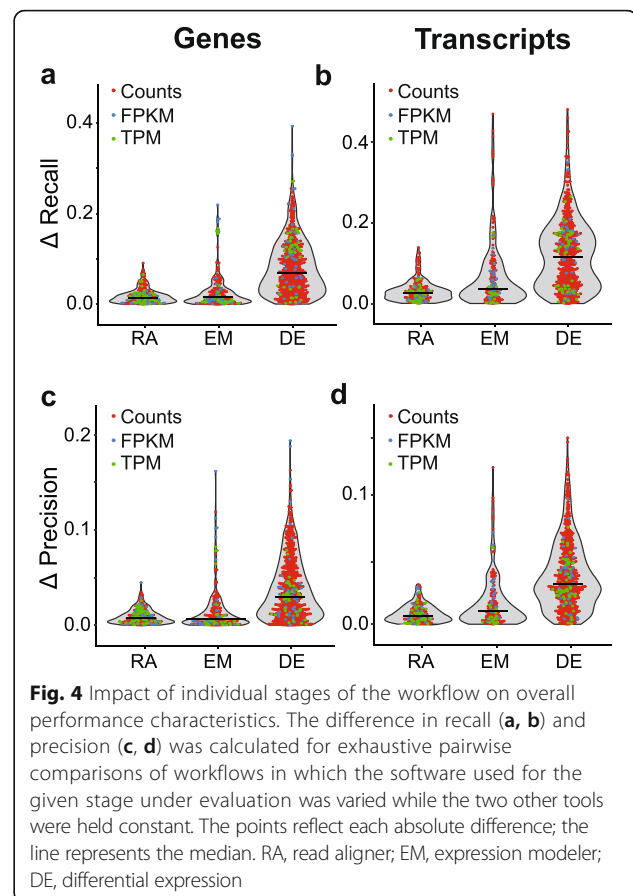 Genes
Transcripts
a
Counts
FPKM
TPM
Δ Recall
0.4
0.2
0.0
RA EM DE
b
Counts
FPKM
TPM
0.4
0.2
0.0
RA EM DE
c
Counts
FPKM
TPM
Δ Precision
0.2
0.1
0.0
RA EM DE
d
Counts
FPKM
TPM
0.1
0.0
RA EM DE
Fig. 4 Impact of individual stages of the workflow on overall
performance characteristics. The difference in recall (a, b) and
precision (c, d) was calculated for exhaustive pairwise
comparisons of workflows in which the software used for the
given stage under evaluation was varied while the two other tools
were held constant. The points reflect each absolute difference; the
line represents the median. RA, read aligner; EM, expression modeler;
DE, differential expression